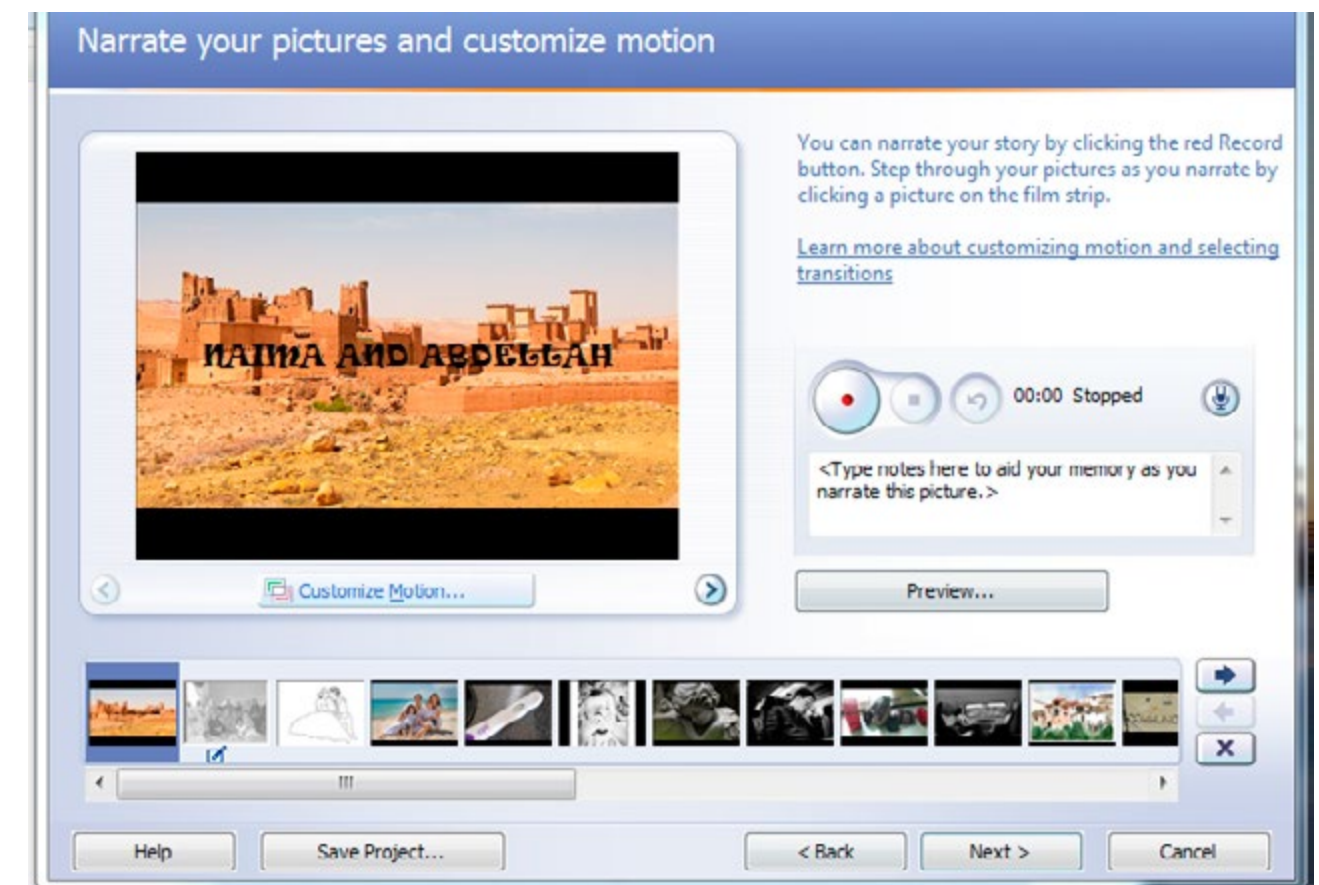 Narrate your pictures and customize motion
You can narrate your story by clicking the red Record
button. Step through your pictures as you narrate by
clicking a picture on the film strip.
Learn more about customizing motion and selecting
transitions
NAIMA AND ABDELLAH
00:00 Stopped
<Type notes here to aid your memory as you
narrate this picture.>
Customize Motion...
Preview...
Help
Save Project...
< Back
Next >
Cancel